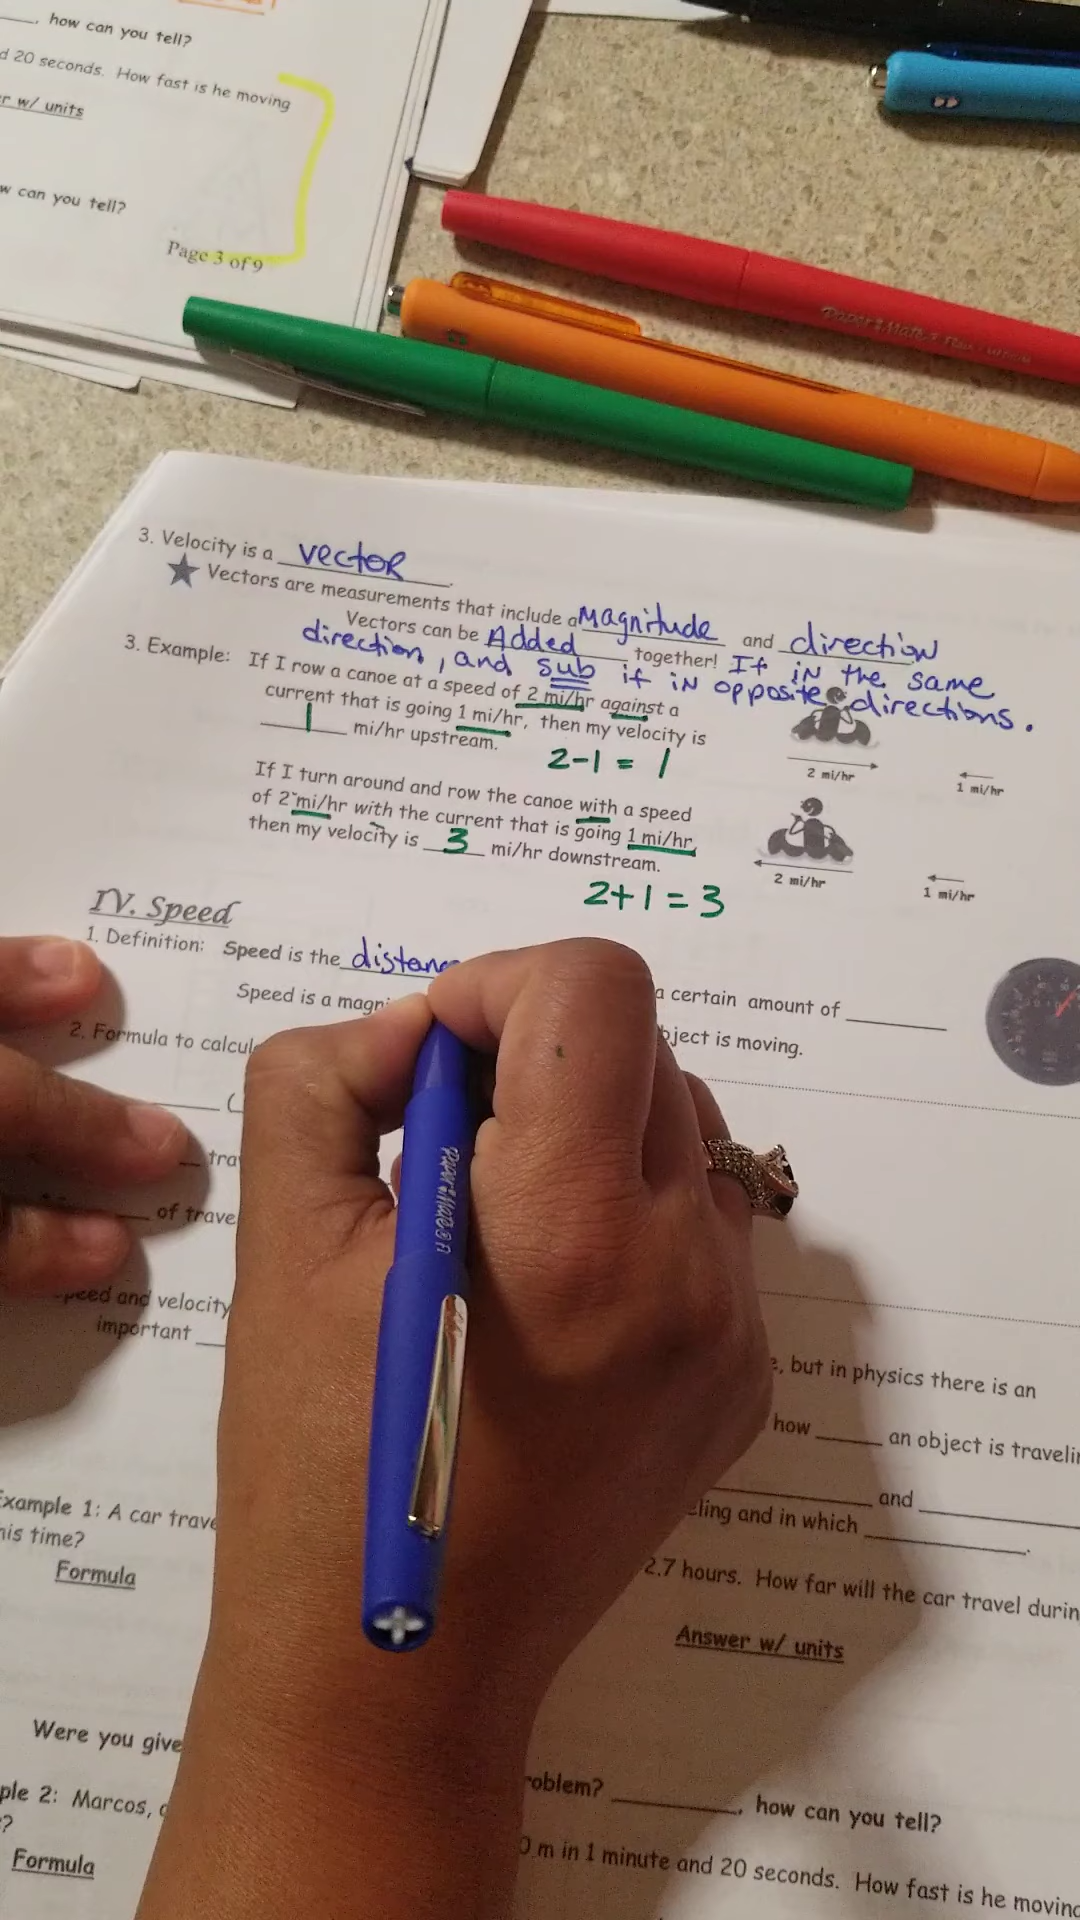 how can you tell?
20 seconds. How fast is he moving
w/ units
can you tell?
Page 3 of 9
Paper:Mate
3. Velocity is a vector.
Vectors are measurements that include a magnitude and direction
Vectors can be Added together! If in the same
direction, and sub if in opposite directions.
3. Example: If I row a canoe at a speed of 2 mi/hr against a
current that is going 1 mi/hr, then my velocity is
1 mi/hr upstream.
2-1 = 1
2 mi/hr
1 mi/hr
If I turn around and row the canoe with a speed
of 2 mi/hr with the current that is going 1 mi/hr,
then my velocity is 3 mi/hr downstream.
2+1=3
2 mi/hr
1 mi/hr
IV. Speed
1. Definition: Speed is the distanc
a certain amount of
Speed is a magni
bject is moving.
2. Formula to calcul
(
tra
of trave
peed and velocity
, but in physics there is an
important
how an object is travelin
and
ling and in which .
Example 1: A car trave
2.7 hours. How far will the car travel durin
his time?
Formula
Answer w/ units
Were you give
roblem? , how can you tell?
ple 2: Marcos,
0 m in 1 minute and 20 seconds. How fast is he moving
?
Formula